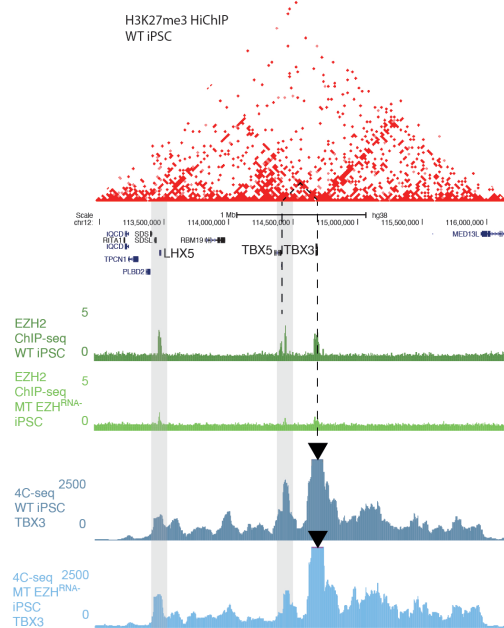 H3K27me3 HiChIP
WT iPSC
Scale 1 Mb hg38
chr12: 113,500,000 114,000,000 114,500,000 115,000,000 115,500,000 116,000,000
IQCD SDS MED13L
RITA1 SDSL RBM19
IQCD LHX5 TBX5 TBX3
TPCN1
PLBD2
EZH2 5
ChIP-seq
WT iPSC 0
EZH2 5
ChIP-seq
MT EZH^RNA- 0
iPSC
4C-seq 2500
WT iPSC
TBX3 0
4C-seq 2500
MT EZH^RNA-
iPSC
TBX3 0